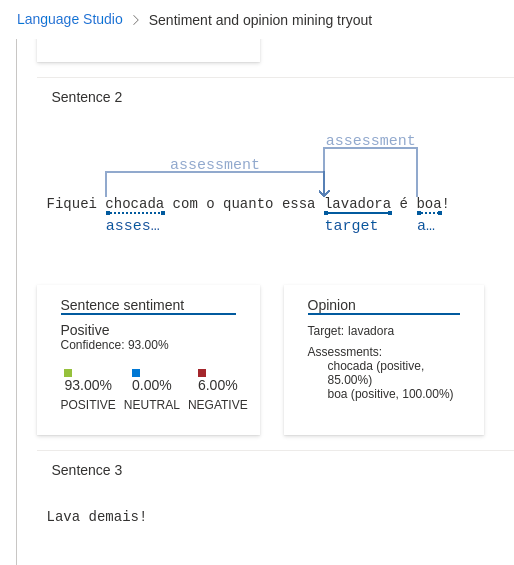 Language Studio > Sentiment and opinion mining tryout
Sentence 2
assessment
assessment
Fiquei chocada com o quanto essa lavadora é boa!
asses… target a…
Sentence sentiment
Positive
Confidence: 93.00%
93.00% 0.00% 6.00%
POSITIVE NEUTRAL NEGATIVE
Opinion
Target: lavadora
Assessments:
chocada (positive,
85.00%)
boa (positive, 100.00%)
Sentence 3
Lava demais!